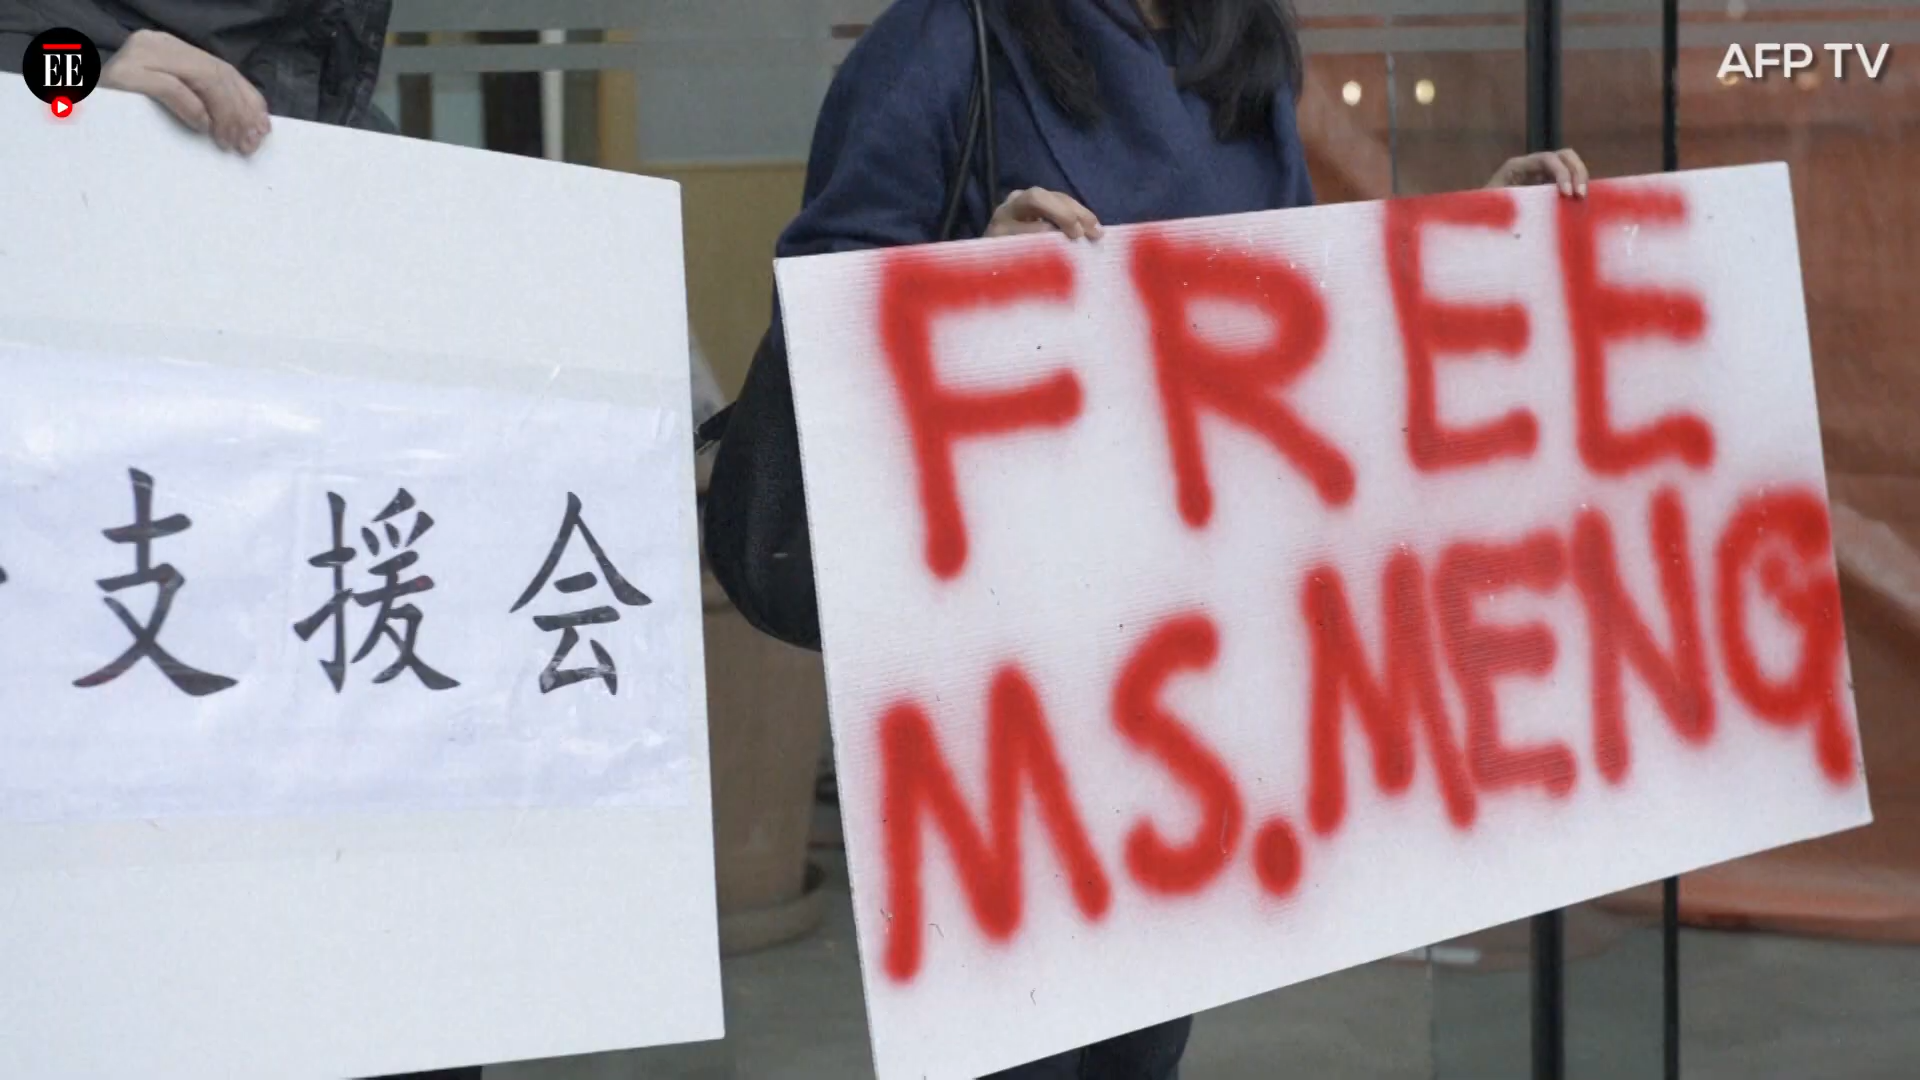 EE
AFP TV
支援会
FREE
MS. MENG